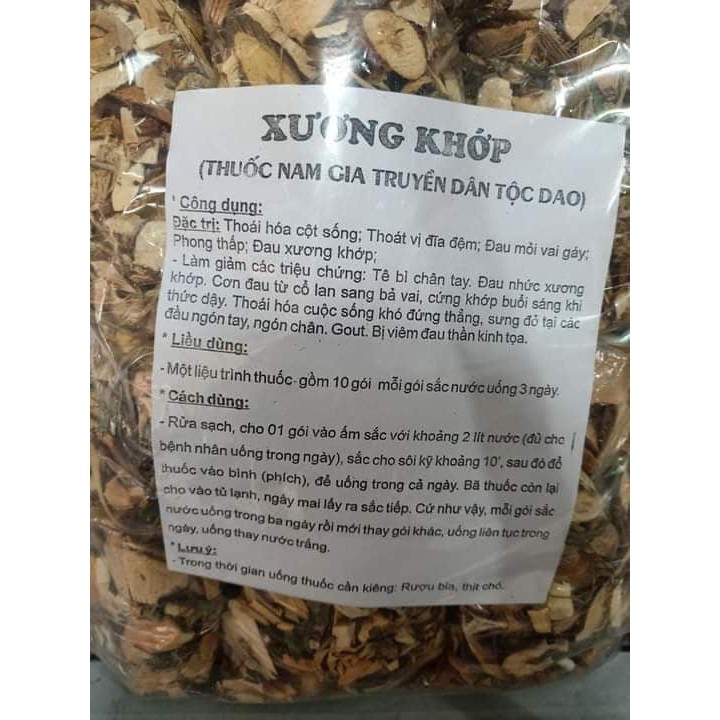 XƯƠNG KHỚP
(THUỐC NAM GIA TRUYỀN DÂN TỘC DAO)
* Công dụng:
Đặc trị: Thoái hóa cột sống; Thoát vị đĩa đệm; Đau mỏi vai gáy;
Phong thấp; Đau xương khớp;
- Làm giảm các triệu chứng: Tê bì chân tay. Đau nhức xương
khớp. Cơn đau từ cổ lan sang bả vai, cứng khớp buổi sáng khi
thức dậy. Thoái hóa cuộc sống khó đứng thẳng, sưng đỏ tại các
đầu ngón tay, ngón chân. Gout. Bị viêm đau thần kinh tọa.
* Liều dùng:
- Một liệu trình thuốc- gồm 10 gói mỗi gói sắc nước uống 3 ngày.
* Cách dùng:
- Rửa sạch, cho 01 gói vào ấm sắc với khoảng 2 lít nước (đủ cho
bệnh nhân uống trong ngày), sắc cho sôi kỹ khoảng 10', sau đó đổ
thuốc vào bình (phích), để uống trong cả ngày. Bã thuốc còn lại
cho vào tủ lạnh, ngày mai lấy ra sắc tiếp. Cứ như vậy, mỗi gói sắc
nước uống trong ba ngày rồi mới thay gói khác, uống liên tục trong
ngày, uống thay nước trắng.
* Lưu ý:
- Trong thời gian uống thuốc cần kiêng: Rượu bia, thịt chó.